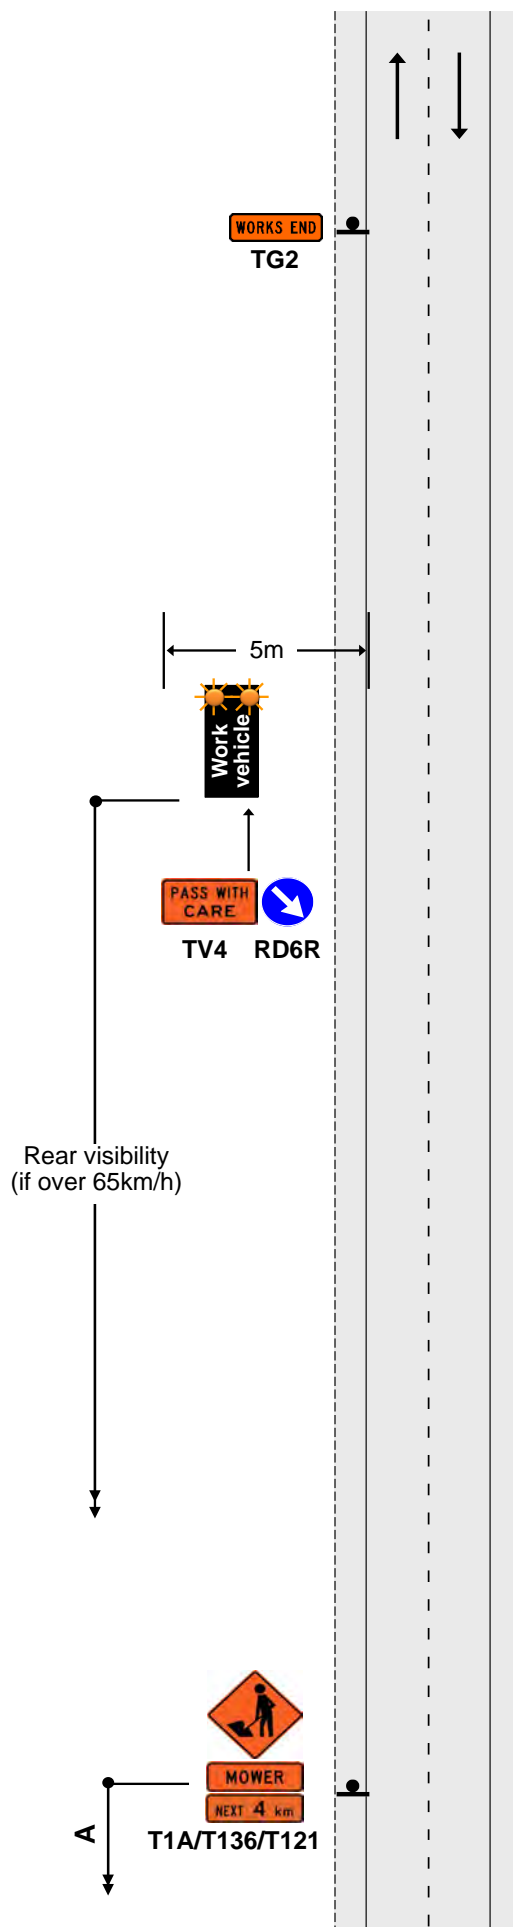 WORKS END
TG2
5m
Work
vehicle
PASS WITH
CARE
TV4 RD6R
Rear visibility
(if over 65km/h)
MOWER
NEXT 4 km
A
T1A/T136/T121